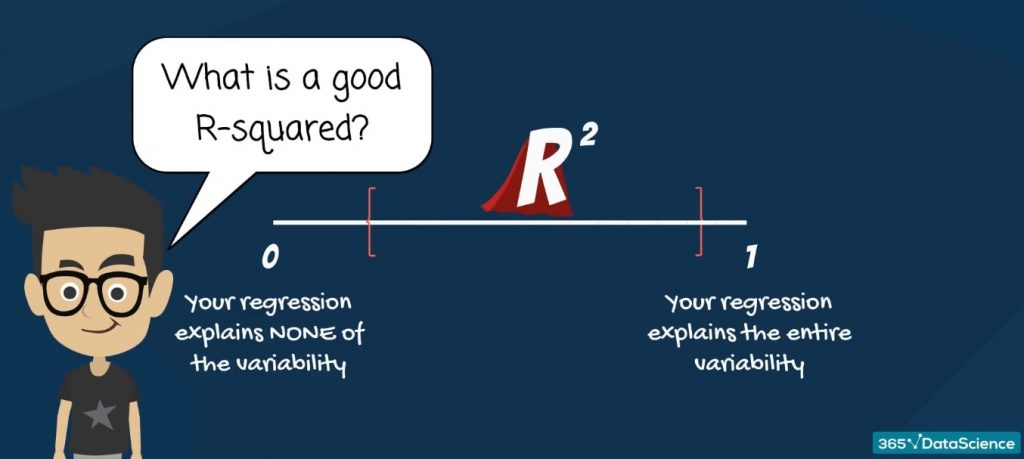 What is a good
R-squared?
R²
0
1
Your regression
explains NONE of
the variability
Your regression
explains the entire
variability
365 DataScience